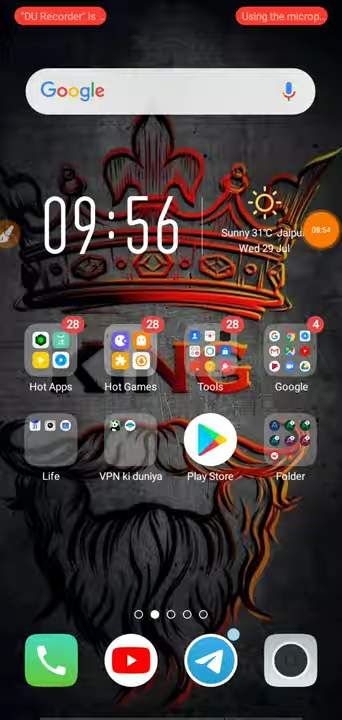 "DU Recorder" is ...
Using the microp...
Google
09:56
Sunny 31°C Jaipu
08:54
Wed 29 Jul
28
28
28
4
Hot Apps
Hot Games
Tools
Google
KING
Life
VPN ki duniya
Play Store
Folder